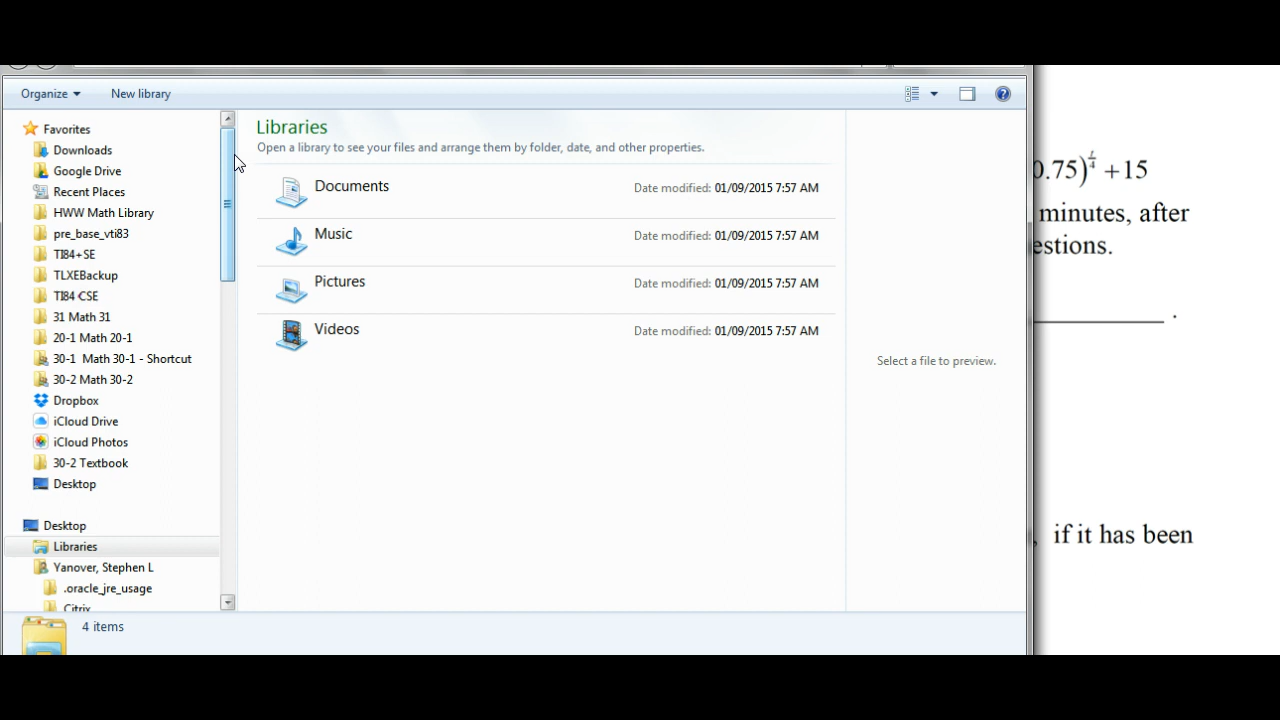 Organize
New library
Favorites
Downloads
Google Drive
Recent Places
HWW Math Library
pre_base_vti83
TI84+SE
TLXEBackup
TI84 CSE
31 Math 31
20-1 Math 20-1
30-1 Math 30-1 - Shortcut
30-2 Math 30-2
Dropbox
iCloud Drive
iCloud Photos
30-2 Textbook
Desktop
Desktop
Libraries
Yanover, Stephen L
.oracle_jre_usage
Citrix
Libraries
Open a library to see your files and arrange them by folder, date, and other properties.
Documents
Date modified: 01/09/2015 7:57 AM
Music
Date modified: 01/09/2015 7:57 AM
Pictures
Date modified: 01/09/2015 7:57 AM
Videos
Date modified: 01/09/2015 7:57 AM
Select a file to preview.
4 items
0.75)^(t/4) + 15
minutes, after
estions.
.
, if it has been